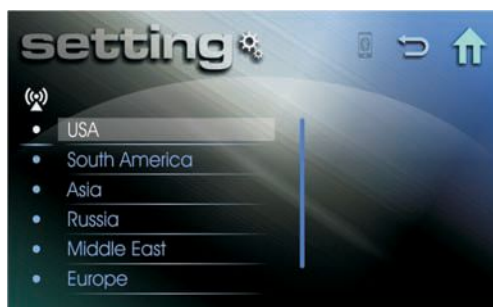 setting
USA
South America
Asia
Russia
Middle East
Europe